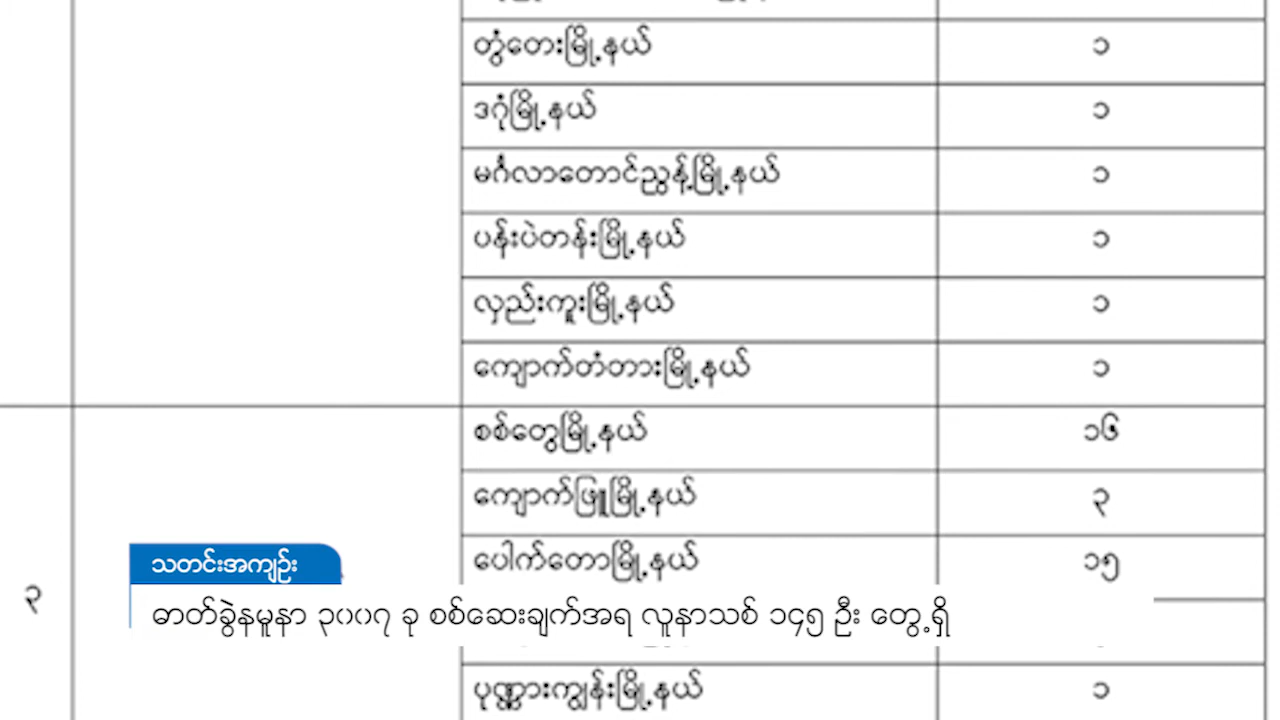 တွံတေးမြို့နယ် ၁
ဒဂုံမြို့နယ် ၁
မင်္ဂလာတောင်ညွန့်မြို့နယ် ၁
ပန်းပဲတန်းမြို့နယ် ၁
လှည်းကူးမြို့နယ် ၁
ကျောက်တံတားမြို့နယ် ၁
စစ်တွေမြို့နယ် ၁၆
ကျောက်ဖြူမြို့နယ် ၃
ပေါက်တောမြို့နယ် ၁၅
၃
သတင်းအကျဉ်း
ဓာတ်ခွဲနမူနာ ၃၀၀၇ ခု စစ်ဆေးချက်အရ လူနာသစ် ၁၄၅ ဦး တွေ့ရှိ
ပုဏ္ဏားကျွန်းမြို့နယ် ၁